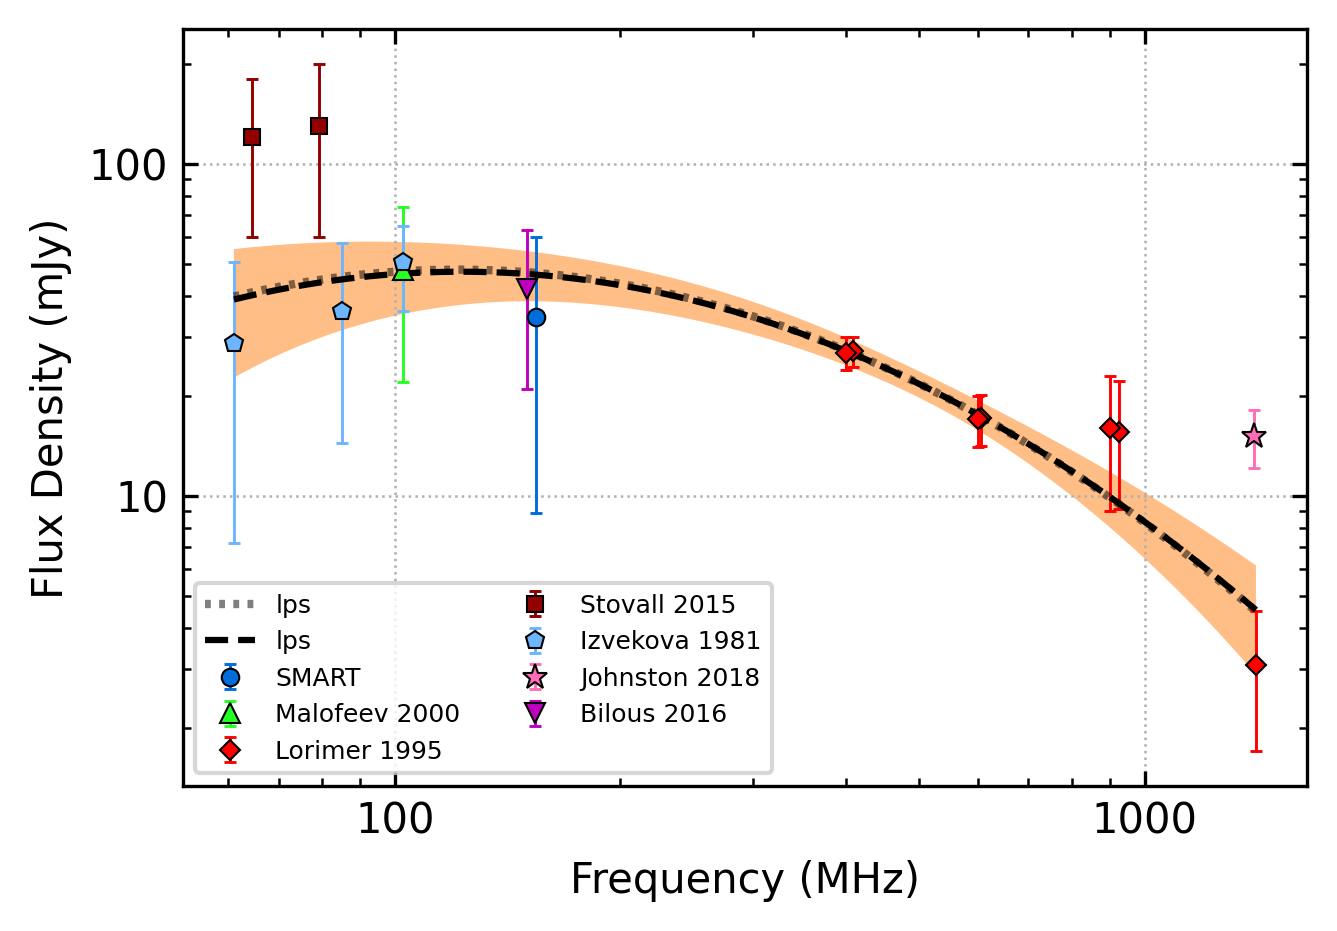 Flux Density (mJy)
100
10
lps
lps
SMART
Malofeev 2000
Lorimer 1995
Stovall 2015
Izvekova 1981
Johnston 2018
Bilous 2016
100
1000
Frequency (MHz)